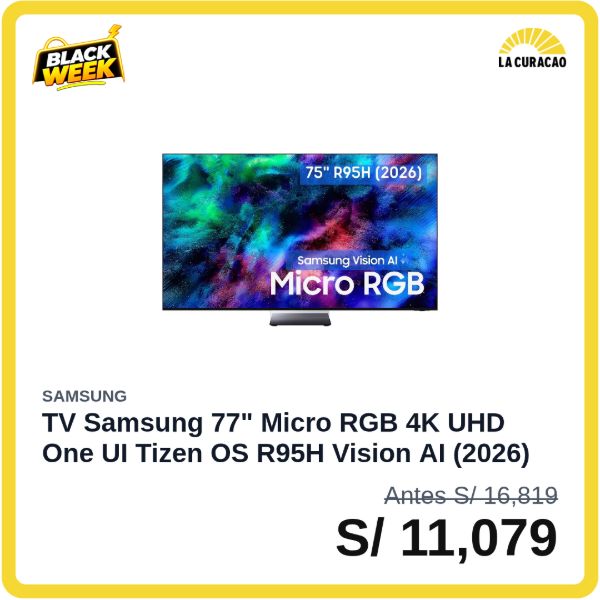 BLACK
WEEK
LA CURACAO
75" R95H (2026)
Samsung Vision AI
Micro RGB
SAMSUNG
TV Samsung 77" Micro RGB 4K UHD
One UI Tizen OS R95H Vision AI (2026)
Antes S/ 16,819
S/ 11,079